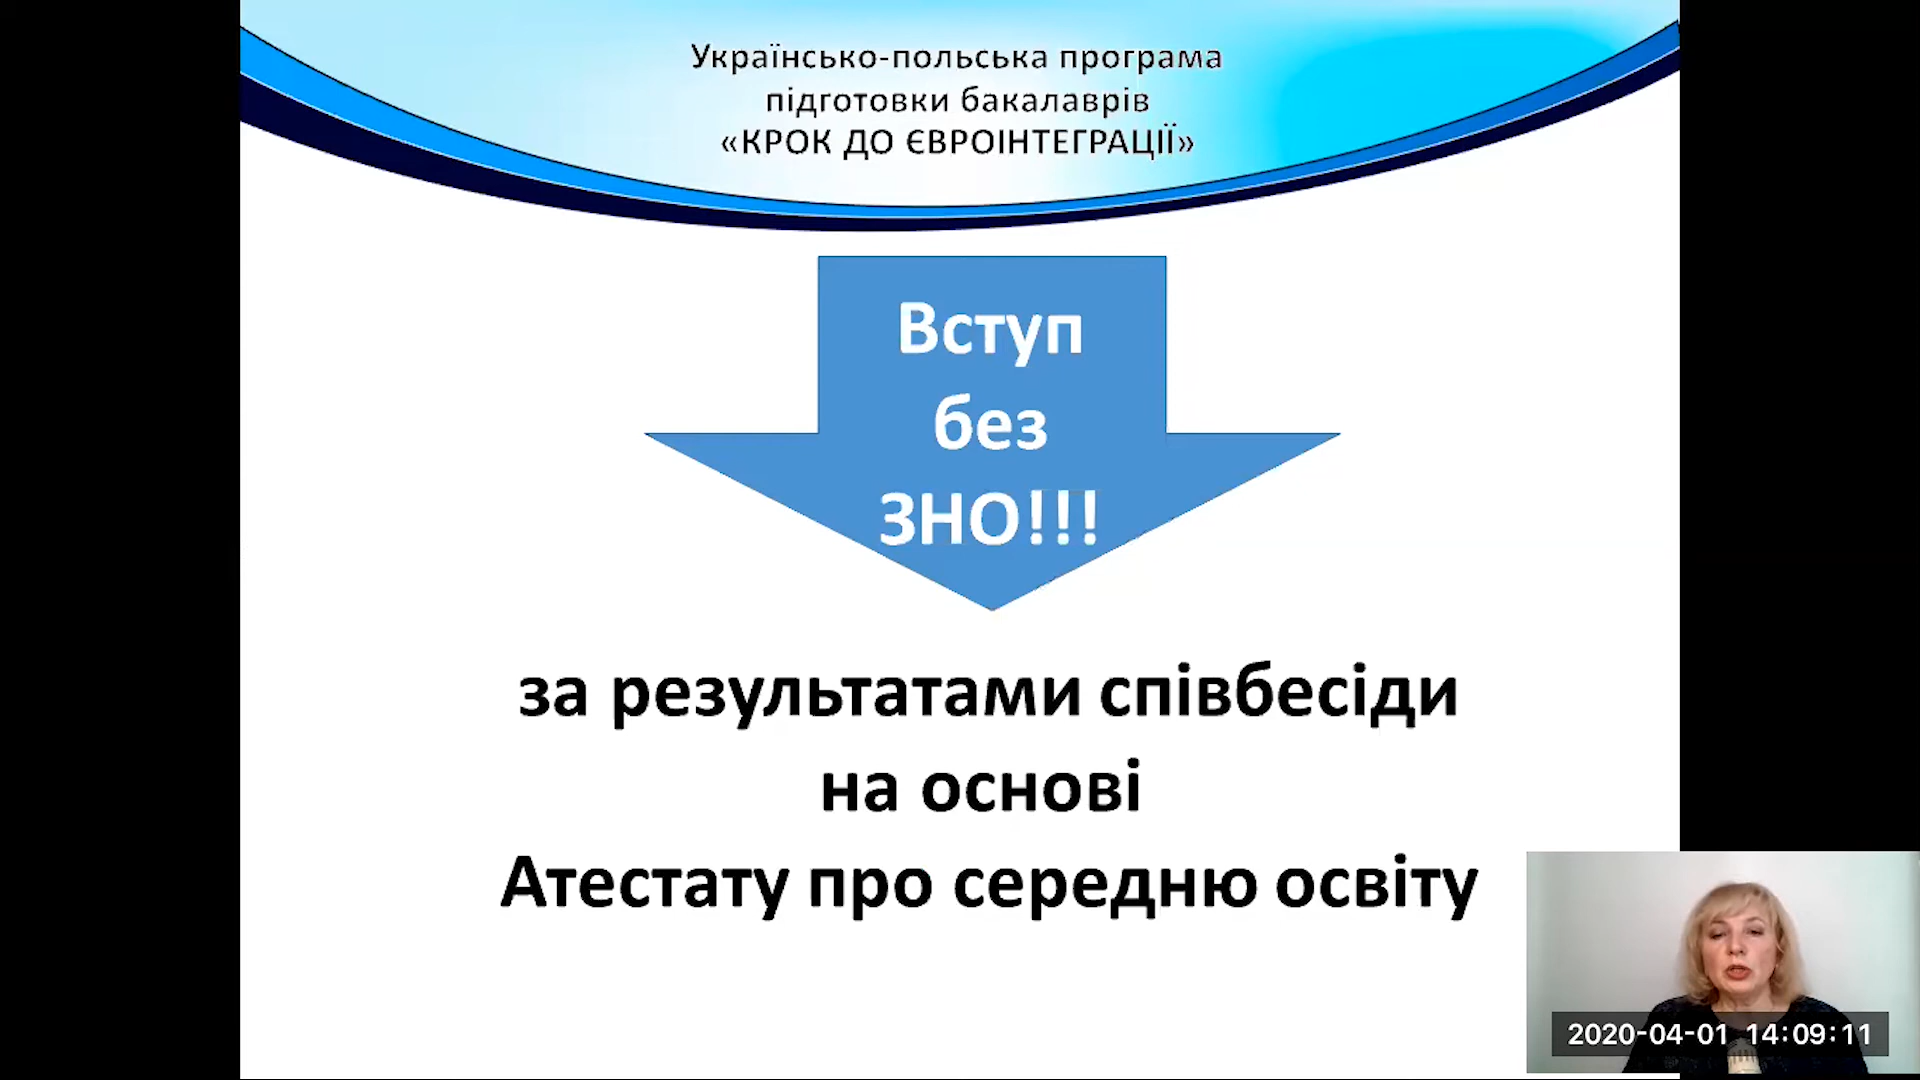 Українсько-польська програма
підготовки бакалаврів
«КРОК ДО ЄВРОІНТЕГРАЦІЇ»
Вступ
без
ЗНО!!!
за результатами співбесіди
на основі
Атестату про середню освіту
2020-04-01 14:09:11